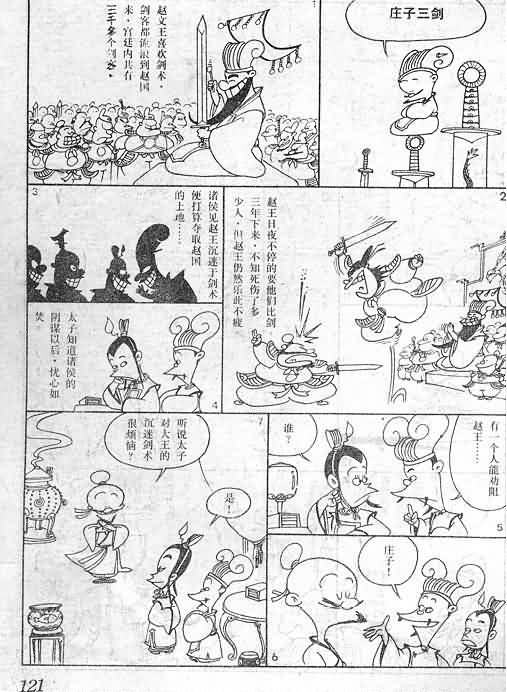 庄子三剑
1
赵文王喜欢剑术，
剑客都流浪到赵国
来，宫廷内共有
三千多个剑客。
2
赵王日夜不停的要他们比剑，
三年下来，不知死伤了多
少人，但赵王仍然乐此不疲
3
诸侯见赵王沉迷于剑术
便打算夺取赵国
的土地……
4
太子知道诸侯的
阴谋以后，忧心如
焚。
5
有一个人能劝阻
赵王……
谁？
6
庄子！
7
听说太子
对大王的
沉迷剑术
很烦恼？
是！
121